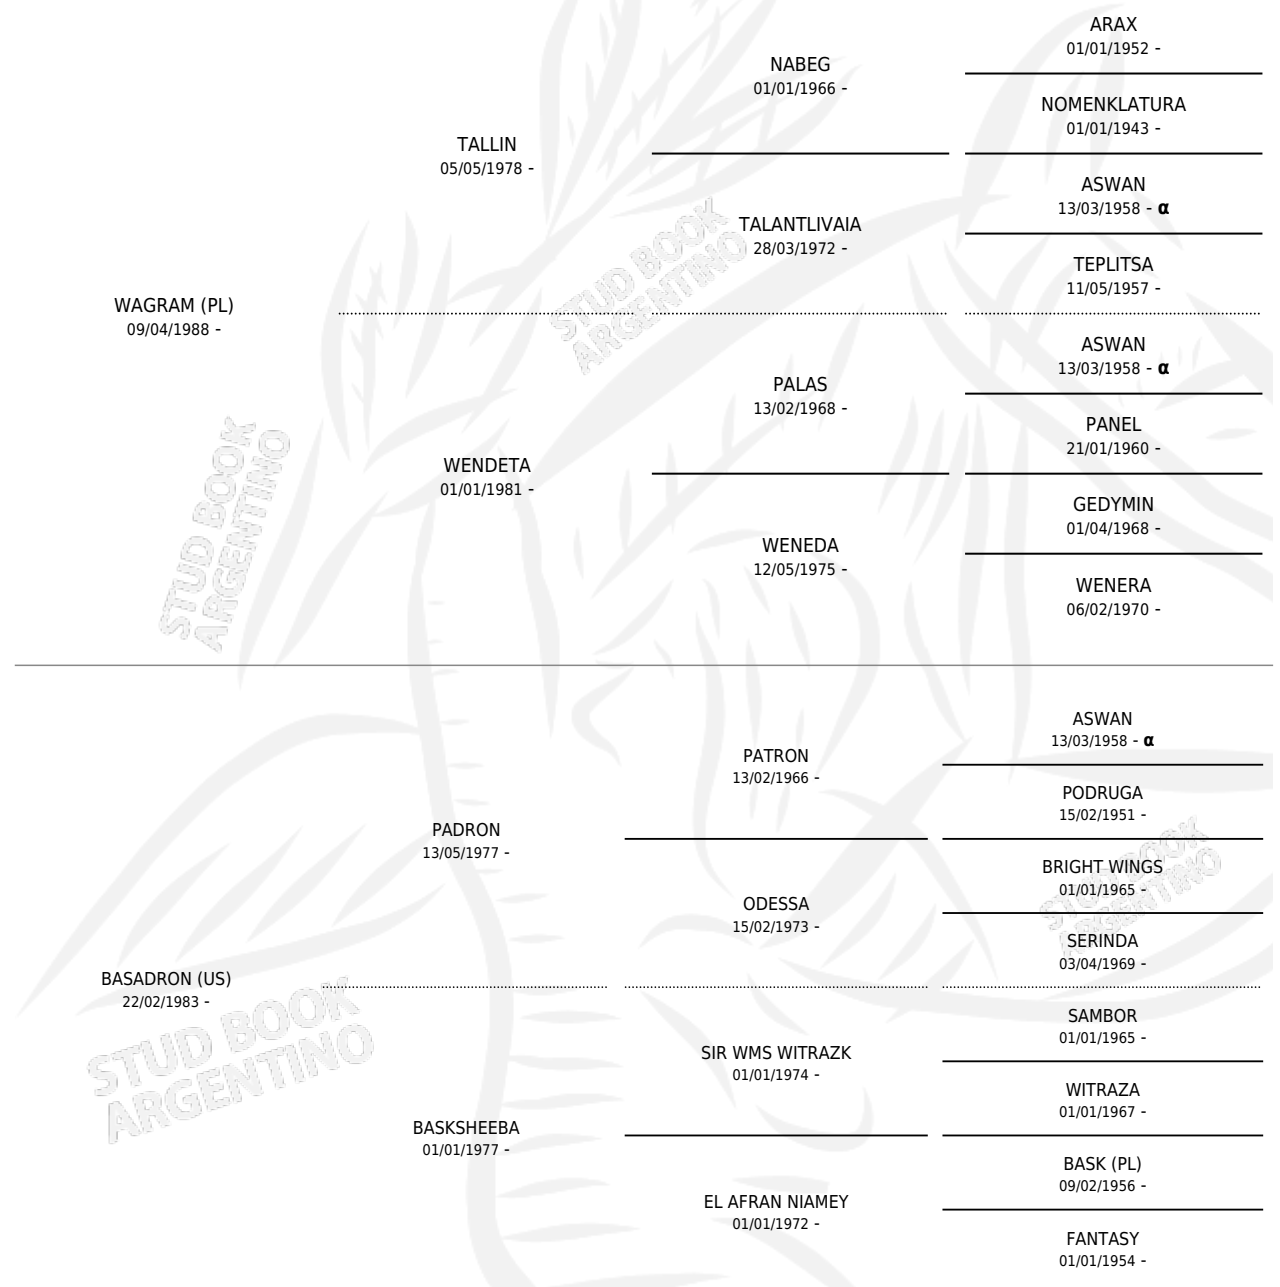 ARAX
01/01/1952 -
NABEG
01/01/1966 -
NOMENKLATURA
01/01/1943 -
TALLIN
05/05/1978 -
ASWAN
13/03/1958 - α
TALANTLIVAIA
28/03/1972 -
TEPLITSA
11/05/1957 -
WAGRAM (PL)
09/04/1988 -
ASWAN
13/03/1958 - α
PALAS
13/02/1968 -
PANEL
21/01/1960 -
WENDETA
01/01/1981 -
GEDYMIN
01/04/1968 -
WENEDA
12/05/1975 -
WENERA
06/02/1970 -
ASWAN
13/03/1958 - α
PATRON
13/02/1966 -
PODRUGA
15/02/1951 -
PADRON
13/05/1977 -
BRIGHT WINGS
01/01/1965 -
ODESSA
15/02/1973 -
SERINDA
03/04/1969 -
BASADRON (US)
22/02/1983 -
SAMBOR
01/01/1965 -
SIR WMS WITRAZK
01/01/1974 -
WITRAZA
01/01/1967 -
BASKSHEEBA
01/01/1977 -
BASK (PL)
09/02/1956 -
EL AFRAN NIAMEY
01/01/1972 -
FANTASY
01/01/1954 -
STUD BOOK
ARGENTINO
STUD BOOK
ARGENTINO
STUD BOOK
ARGENTINO
STUD BOOK
ARGENTINO